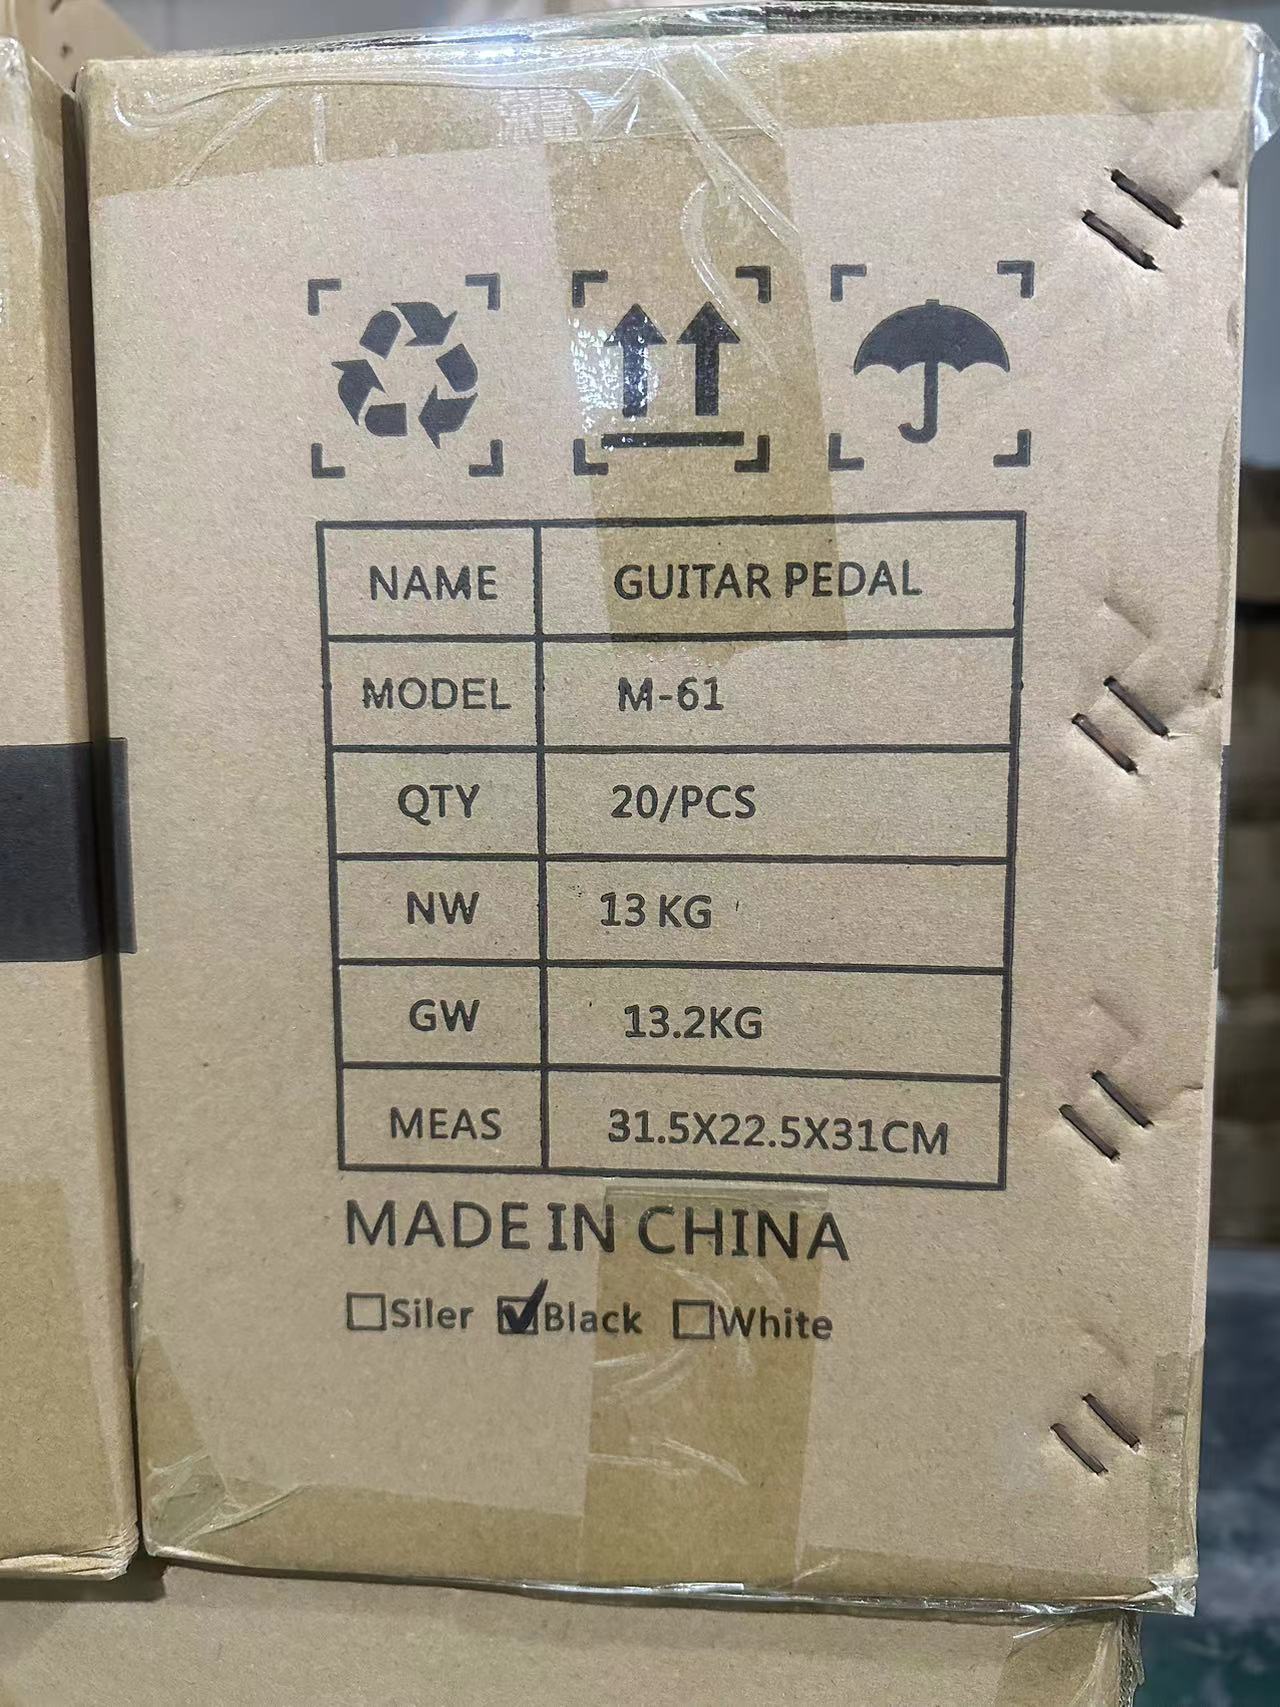 NAME GUITAR PEDAL
MODEL M-61
QTY 20/PCS
NW 13 KG
GW 13.2KG
MEAS 31.5X22.5X31CM
MADE IN CHINA
Siler Black White